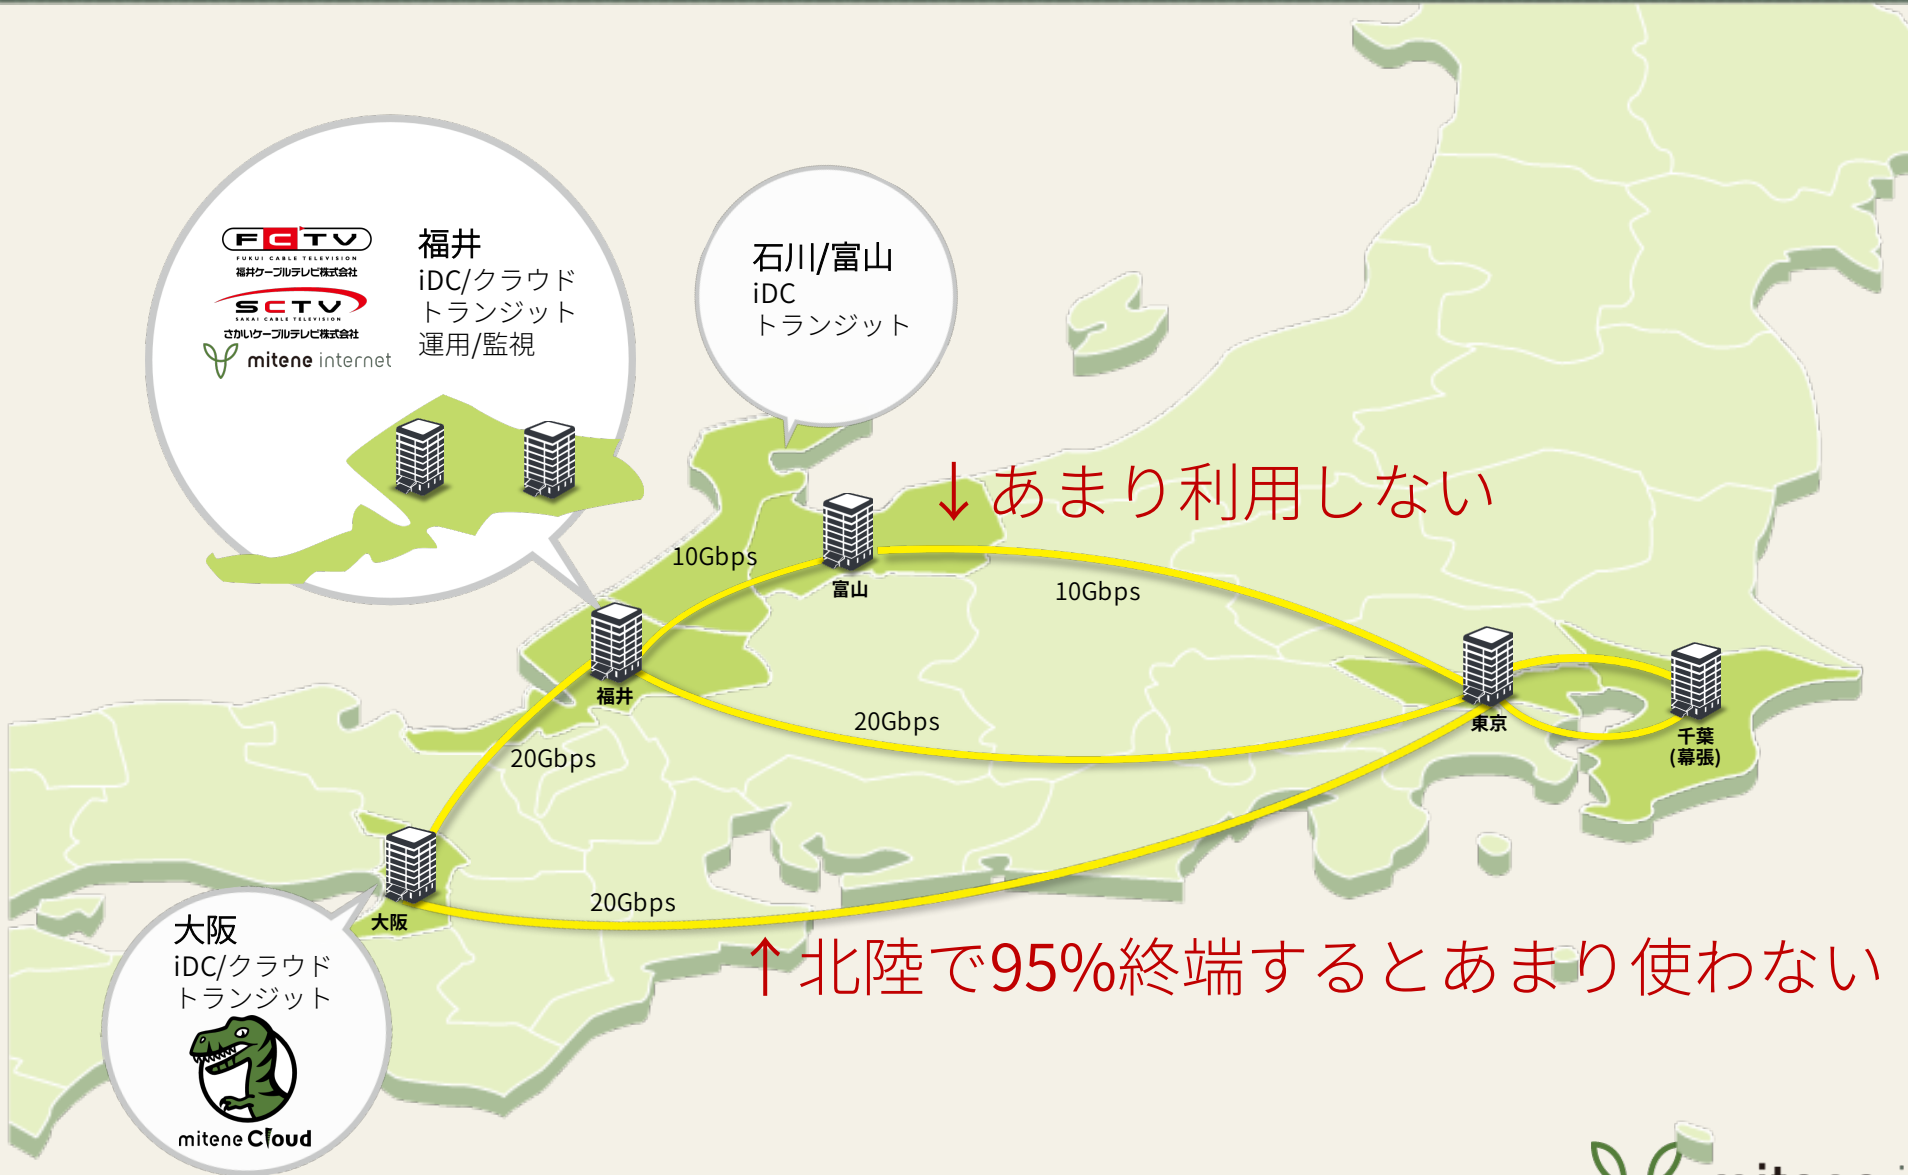 FCTV
FUKUI CABLE TELEVISION
福井ケーブルテレビ株式会社
SCTV
SAKAI CABLE TELEVISION
さかいケーブルテレビ株式会社
mitene internet
福井
iDC/クラウド
トランジット
運用/監視
石川/富山
iDC
トランジット
↓あまり利用しない
10Gbps
富山
10Gbps
福井
東京
千葉
(幕張)
20Gbps
20Gbps
大阪
20Gbps
↑北陸で95%終端するとあまり使わない
大阪
iDC/クラウド
トランジット
mitene Cloud